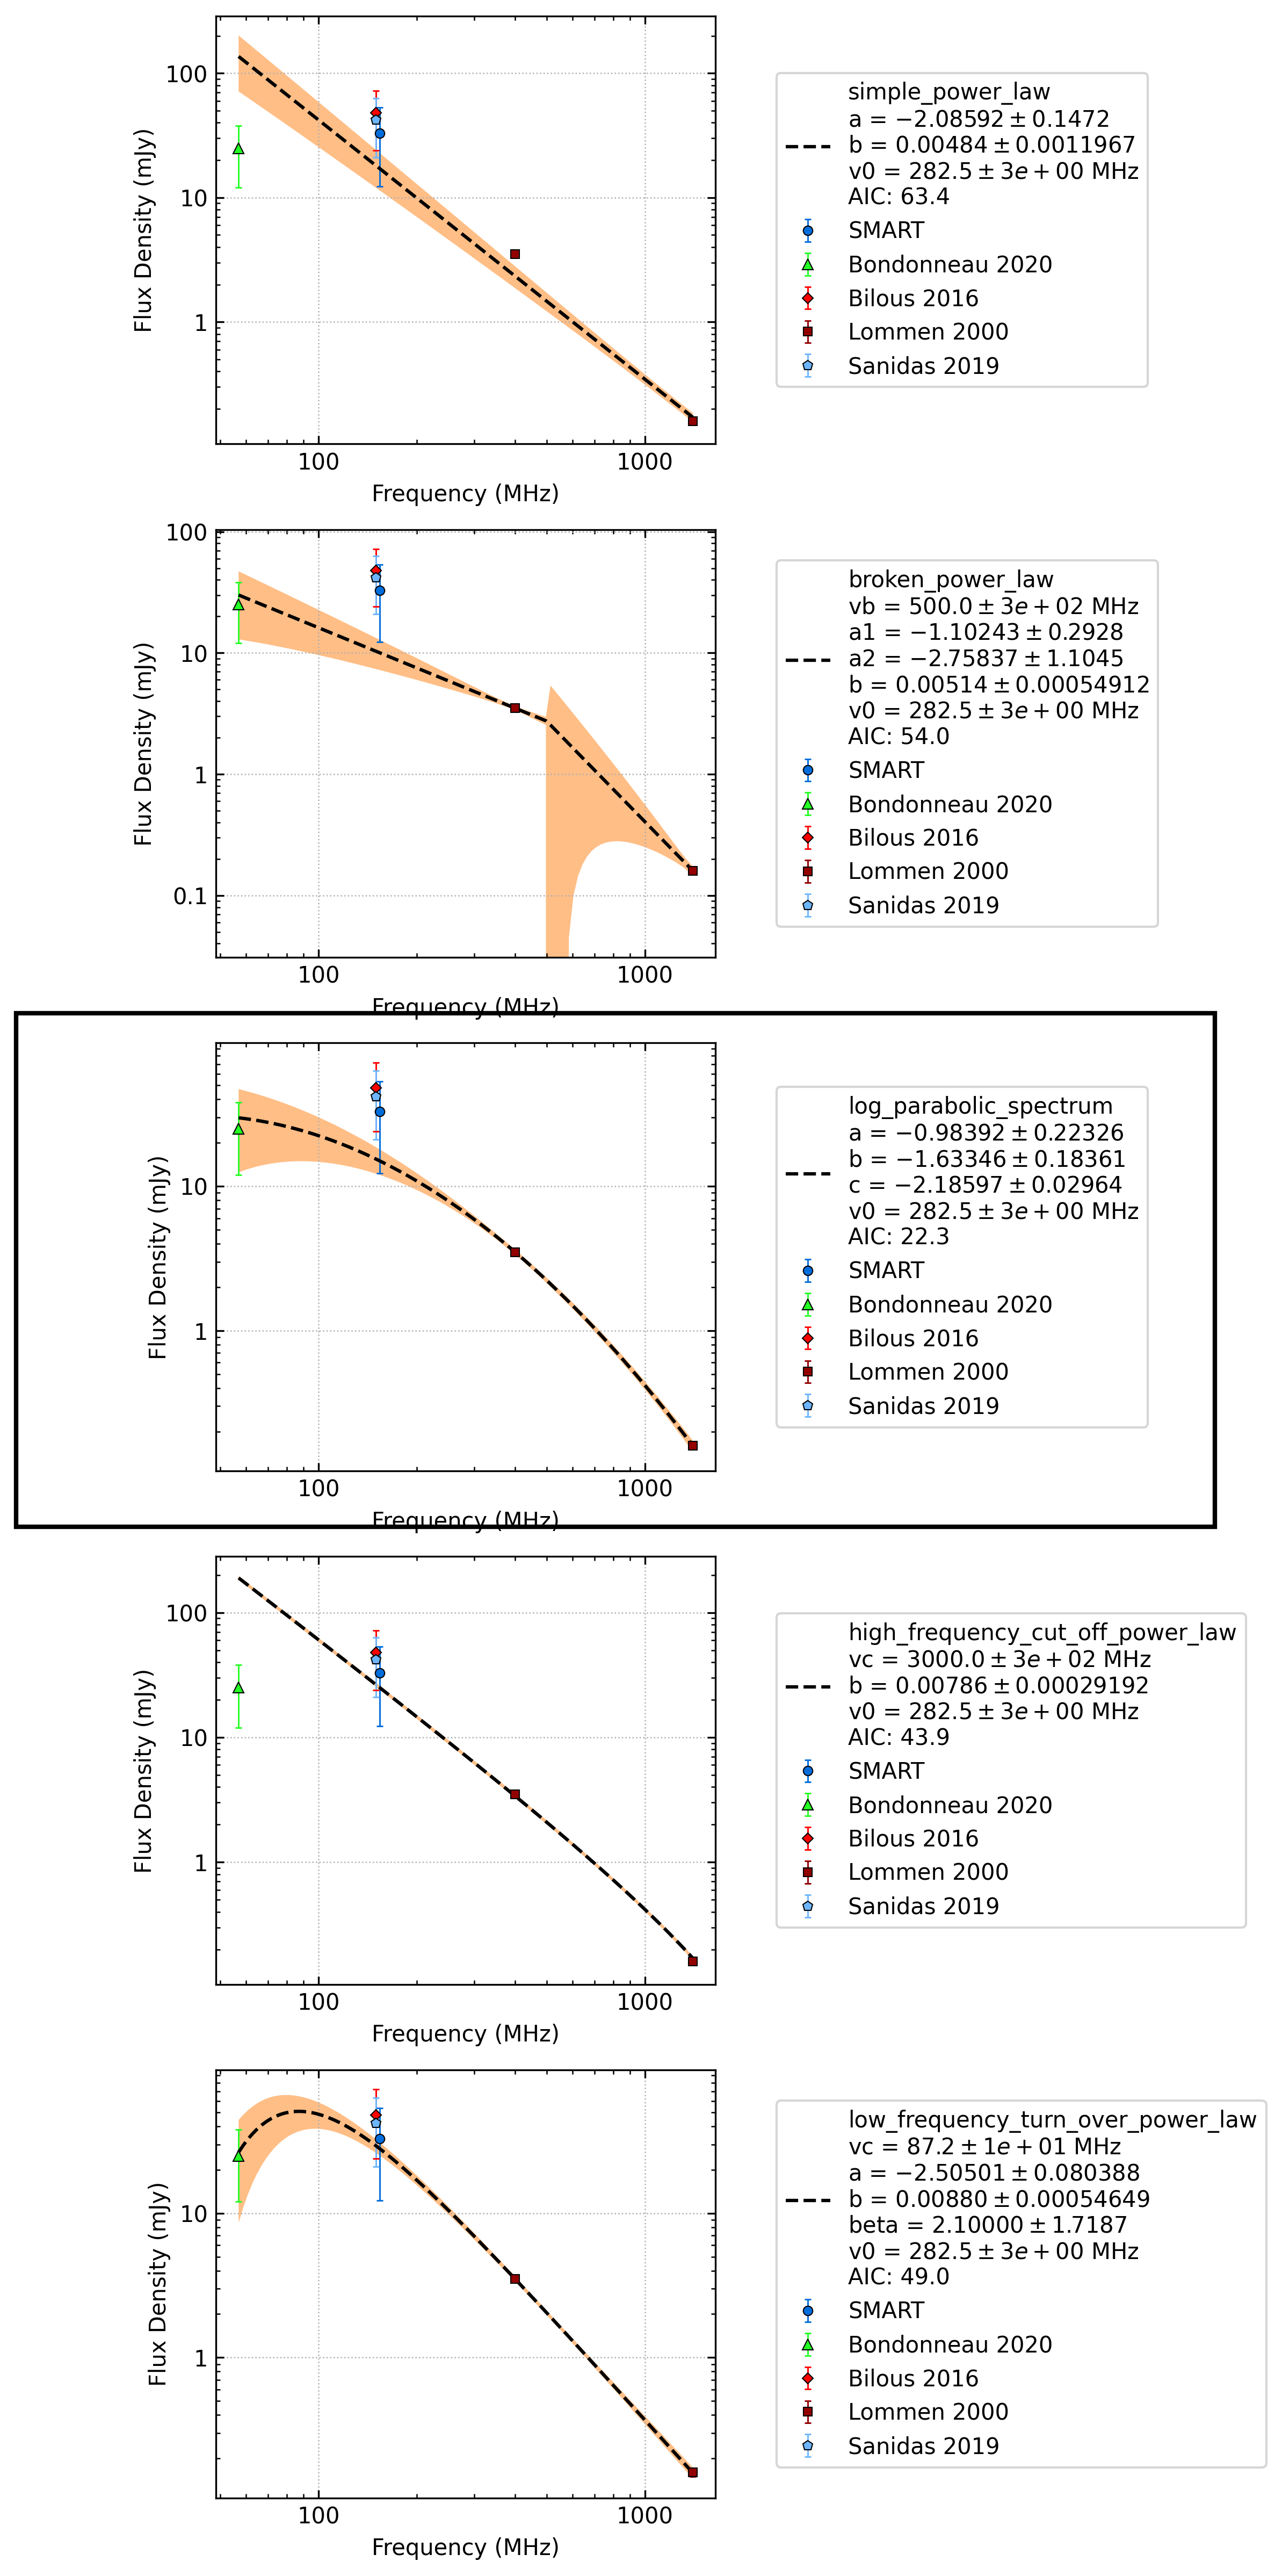 100
10
1
Flux Density (mJy)
100
1000
Frequency (MHz)
simple_power_law
a = −2.08592 ± 0.1472
b = 0.00484 ± 0.0011967
v0 = 282.5 ± 3e + 00 MHz
AIC: 63.4
SMART
Bondonneau 2020
Bilous 2016
Lommen 2000
Sanidas 2019
100
10
1
0.1
Flux Density (mJy)
100
1000
Frequency (MHz)
broken_power_law
vb = 500.0 ± 3e + 02 MHz
a1 = −1.10243 ± 0.2928
a2 = −2.75837 ± 1.1045
b = 0.00514 ± 0.00054912
v0 = 282.5 ± 3e + 00 MHz
AIC: 54.0
SMART
Bondonneau 2020
Bilous 2016
Lommen 2000
Sanidas 2019
10
1
Flux Density (mJy)
100
1000
Frequency (MHz)
log_parabolic_spectrum
a = −0.98392 ± 0.22326
b = −1.63346 ± 0.18361
c = −2.18597 ± 0.02964
v0 = 282.5 ± 3e + 00 MHz
AIC: 22.3
SMART
Bondonneau 2020
Bilous 2016
Lommen 2000
Sanidas 2019
100
10
1
Flux Density (mJy)
100
1000
Frequency (MHz)
high_frequency_cut_off_power_law
vc = 3000.0 ± 3e + 02 MHz
b = 0.00786 ± 0.00029192
v0 = 282.5 ± 3e + 00 MHz
AIC: 43.9
SMART
Bondonneau 2020
Bilous 2016
Lommen 2000
Sanidas 2019
10
1
Flux Density (mJy)
100
1000
Frequency (MHz)
low_frequency_turn_over_power_law
vc = 87.2 ± 1e + 01 MHz
a = −2.50501 ± 0.080388
b = 0.00880 ± 0.00054649
beta = 2.10000 ± 1.7187
v0 = 282.5 ± 3e + 00 MHz
AIC: 49.0
SMART
Bondonneau 2020
Bilous 2016
Lommen 2000
Sanidas 2019